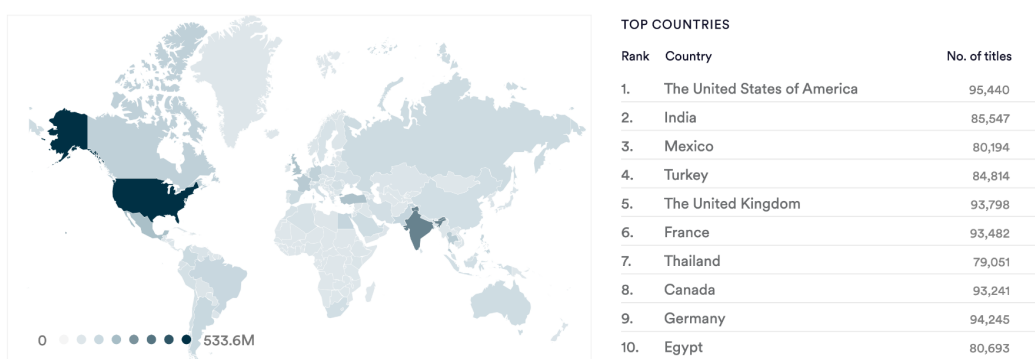 TOP COUNTRIES
Rank Country No. of titles
1. The United States of America 95,440
2. India 85,547
3. Mexico 80,194
4. Turkey 84,814
5. The United Kingdom 93,798
6. France 93,482
7. Thailand 79,051
8. Canada 93,241
9. Germany 94,245
10. Egypt 80,693
0 533.6M